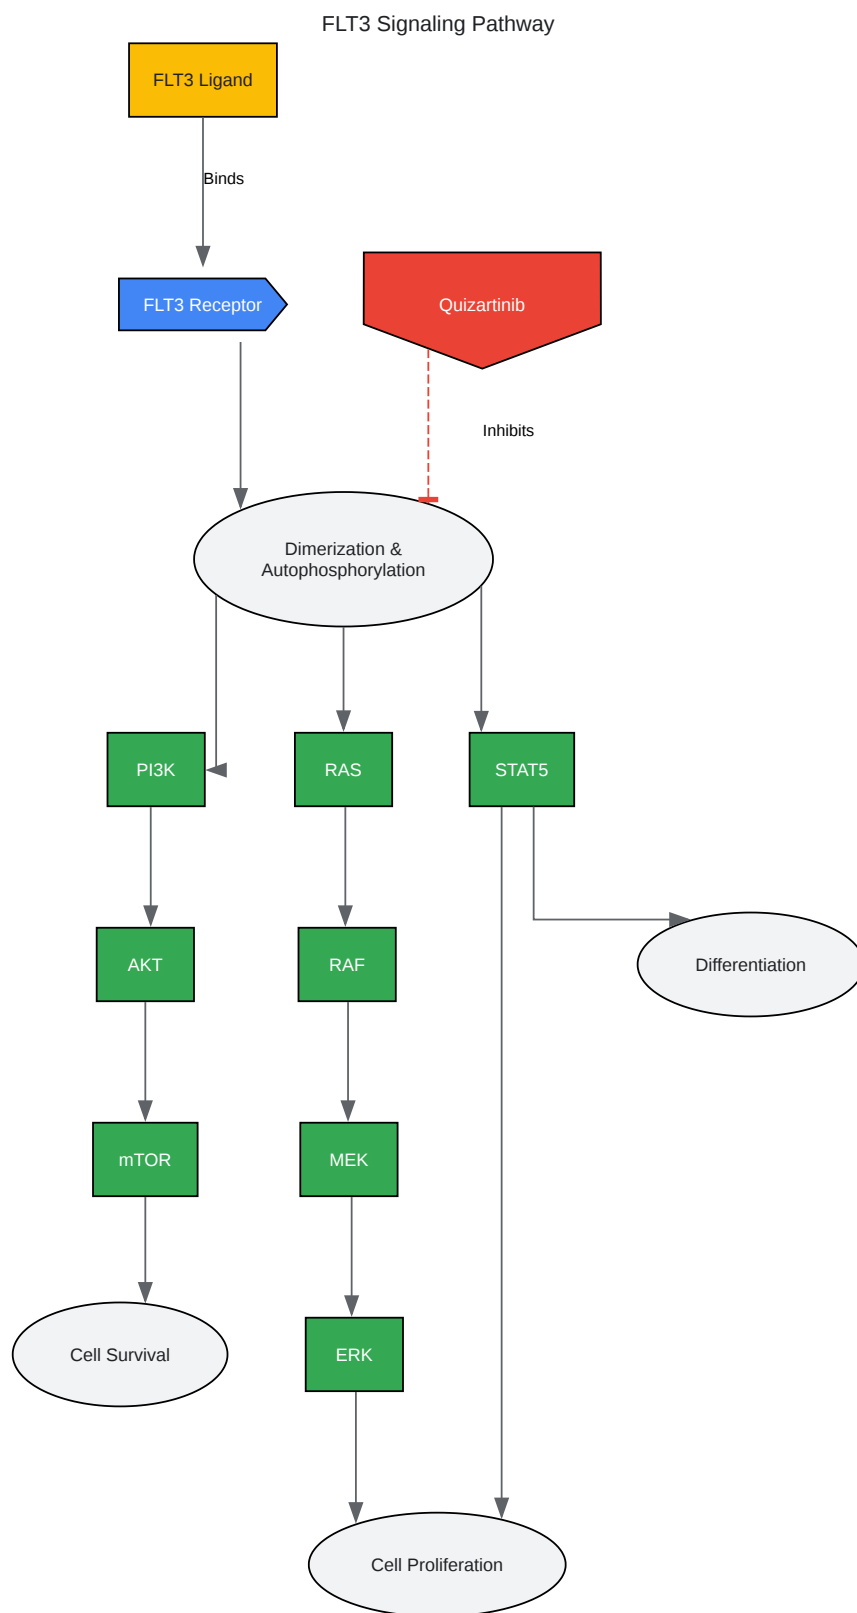 FLT3 Signaling Pathway
FLT3 Ligand
Binds
FLT3 Receptor
Quizartinib
Inhibits
Dimerization &
Autophosphorylation
PI3K
RAS
STAT5
AKT
RAF
Differentiation
mTOR
MEK
Cell Survival
ERK
Cell Proliferation